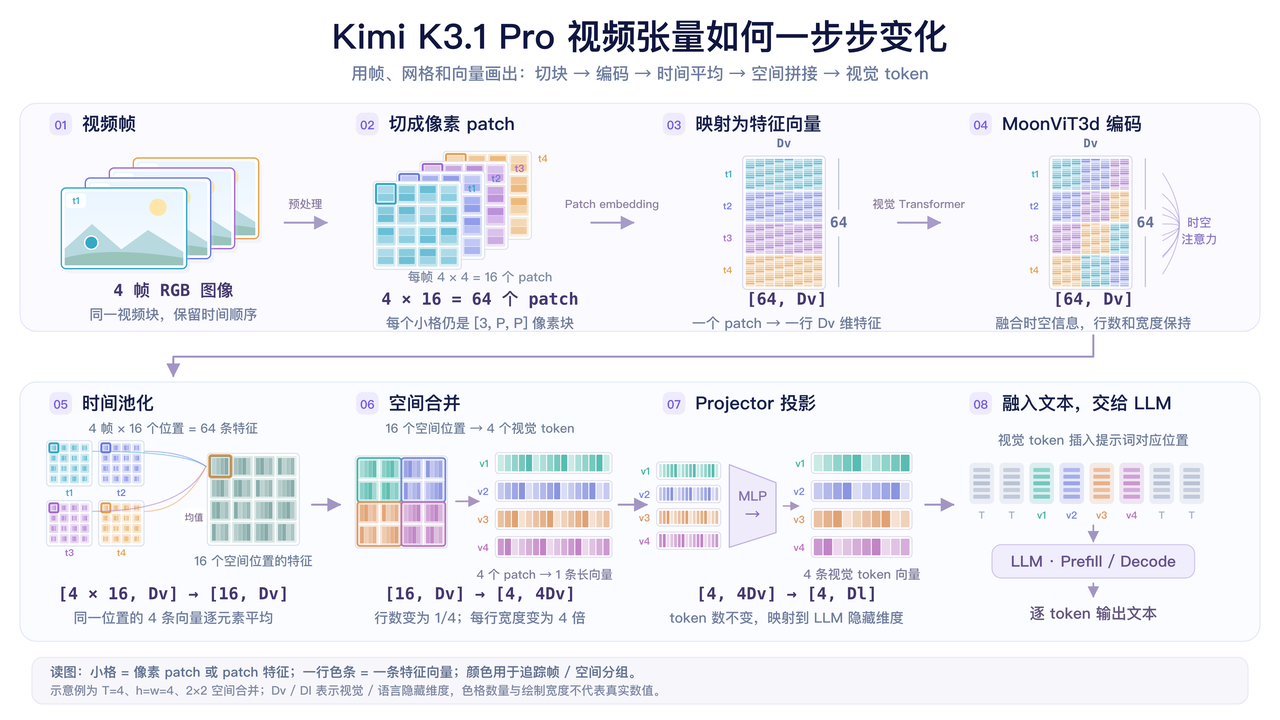 Kimi K3.1 Pro 视频张量如何一步步变化
用帧、网格和向量画出：切块 → 编码 → 时间平均 → 空间拼接 → 视觉 token
01 视频帧
t1
4 帧 RGB 图像
同一视频块，保留时间顺序
预处理
02 切成像素 patch
t4
t3
t2
t1
每帧 4 × 4 = 16 个 patch
4 × 16 = 64 个 patch
每个小格仍是 [3, P, P] 像素块
Patch embedding
03 映射为特征向量
Dv
t1
t2
t3
t4
64
[64, Dv]
一个 patch → 一行 Dv 维特征
视觉 Transformer
04 MoonViT3d 编码
Dv
t1
t2
t3
t4
64
时空
注意力
[64, Dv]
融合时空信息，行数和宽度保持
05 时间池化
4 帧 × 16 个位置 = 64 条特征
t1
t2
t3
t4
均值
16 个空间位置的特征
[4 × 16, Dv] → [16, Dv]
同一位置的 4 条向量逐元素平均
06 空间合并
16 个空间位置 → 4 个视觉 token
v1
v2
v3
v4
4 个 patch → 1 条长向量
[16, Dv] → [4, 4Dv]
行数变为 1/4；每行宽度变为 4 倍
07 Projector 投影
v1
v2
v3
v4
MLP
→
v1
v2
v3
v4
4 条视觉 token 向量
[4, 4Dv] → [4, Dl]
token 数不变，映射到 LLM 隐藏维度
08 融入文本，交给 LLM
视觉 token 插入提示词对应位置
T T v1 v2 v3 v4 T T
LLM · Prefill / Decode
逐 token 输出文本
读图：小格 = 像素 patch 或 patch 特征；一行色条 = 一条特征向量；颜色用于追踪帧 / 空间分组。
示意例为 T=4、h=w=4、2×2 空间合并；Dv / Dl 表示视觉 / 语言隐藏维度，色格数量与绘制宽度不代表真实数值。